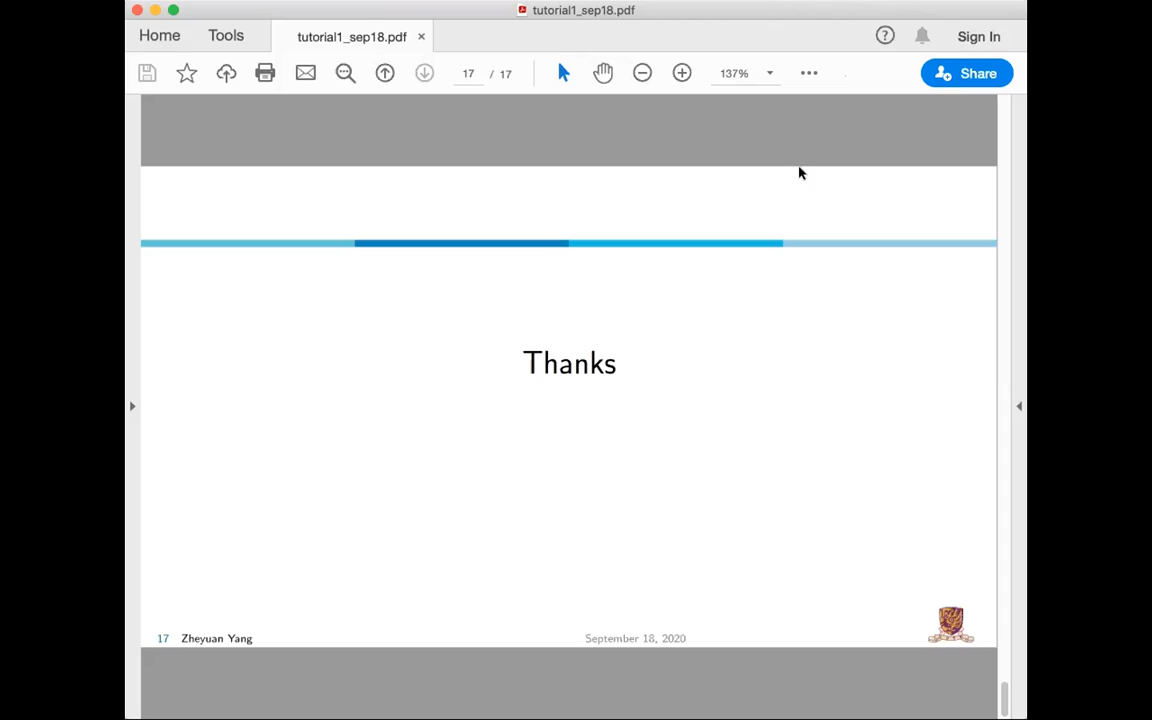 tutorial1_sep18.pdf
Home Tools tutorial1_sep18.pdf × Sign In
17 / 17 137% Share
Thanks
17 Zheyuan Yang September 18, 2020